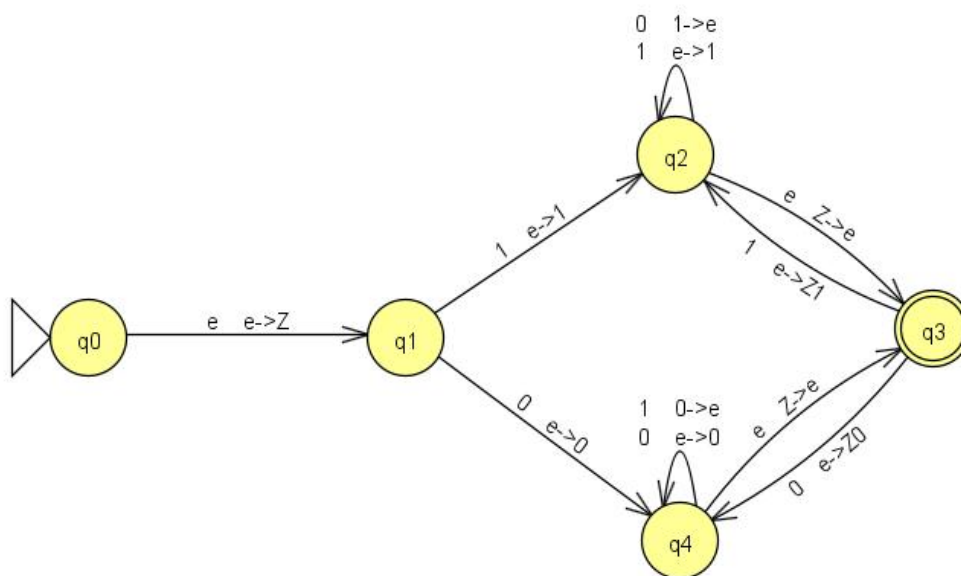 0 1->e
1 e->1
q2
e Z->e
1 e->Z1
1 e->1
q0
e e->Z
q1
q3
0 e->0
1 0->e
0 e->0
e Z->e
0 e->Z0
q4